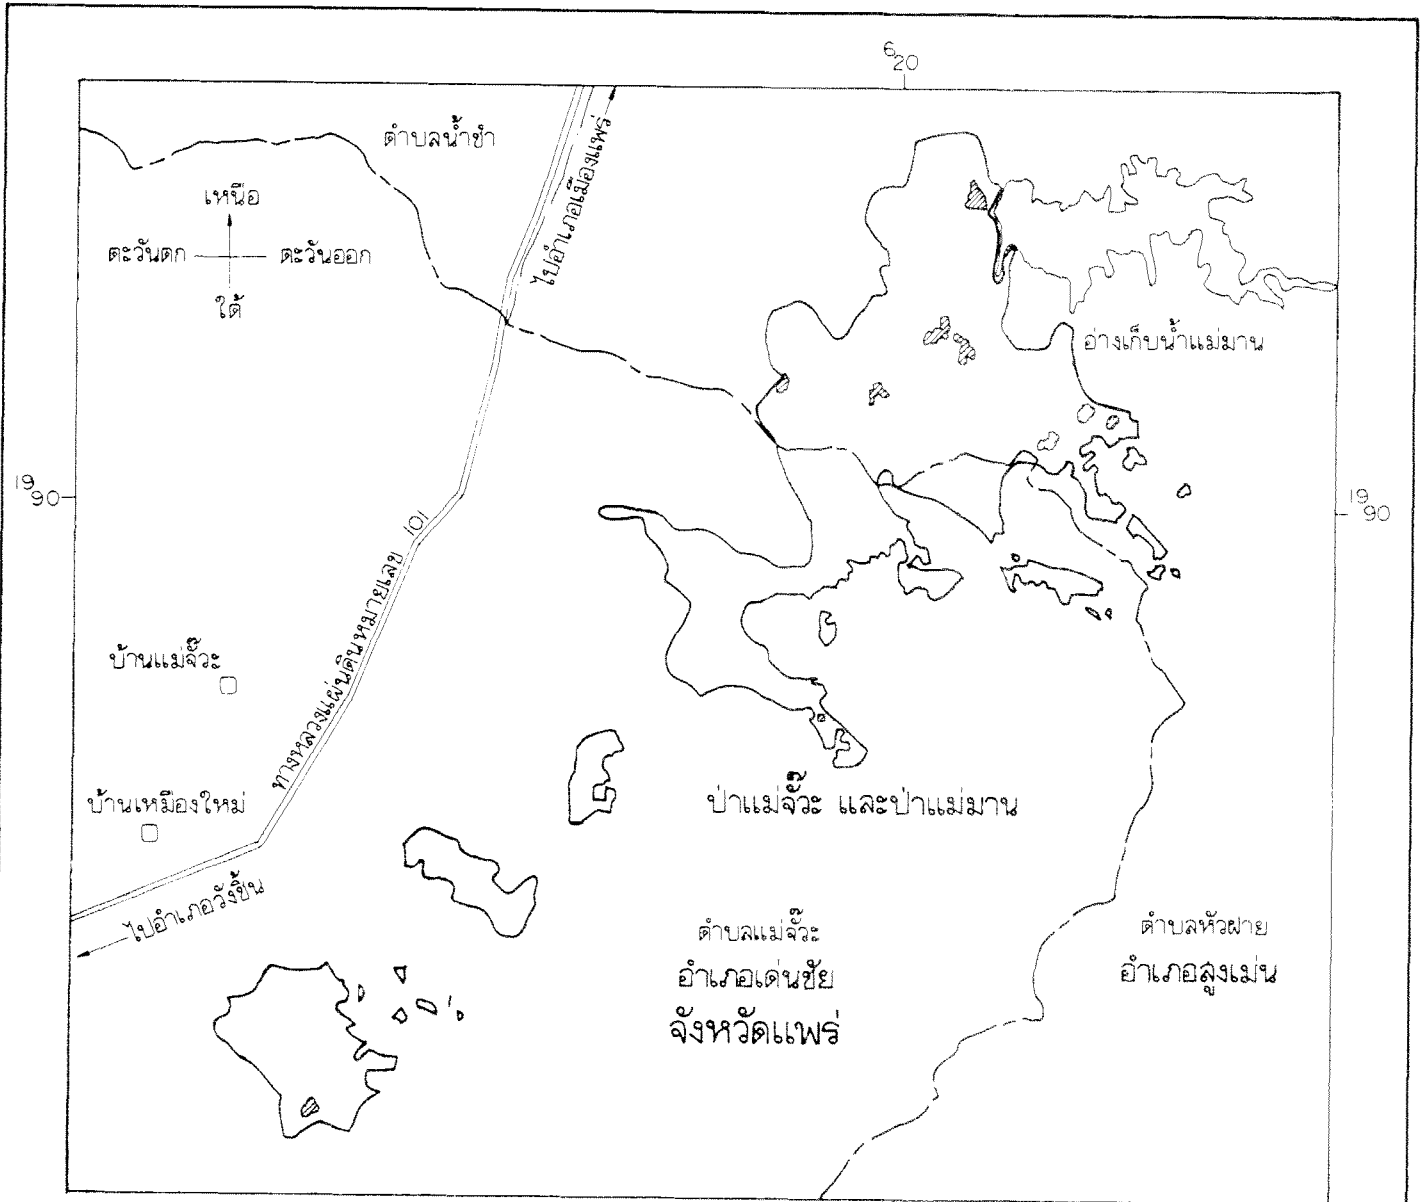 6 20
ตำบลน้ำชำ
ไปอำเภอเมืองแพร่
เหนือ
ตะวันตก ตะวันออก
ใต้
อ่างเก็บน้ำแม่มาน
19 90
19 90
ทางหลวงแผ่นดินหมายเลข 101
บ้านแม่จั๊วะ
บ้านเหมืองใหม่
ไปอำเภอวังชิ้น
ป่าแม่จั๊วะ และป่าแม่มาน
ตำบลแม่จั๊วะ
อำเภอเด่นชัย
จังหวัดแพร่
ตำบลหัวฝาย
อำเภอสูงเม่น